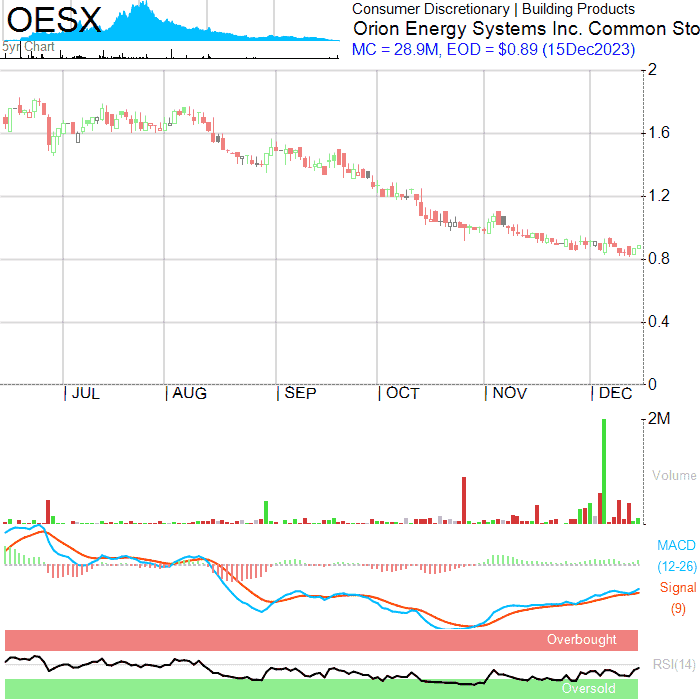 OESX
5yr Chart
Consumer Discretionary | Building Products
Orion Energy Systems Inc. Common Sto
MC = 28.9M, EOD = $0.89 (15Dec2023)
2
1.6
1.2
0.8
0.4
0
| JUL | AUG | SEP | OCT | NOV | DEC
2M
Volume
MACD
(12-26)
Signal
(9)
Overbought
RSI(14)
Oversold